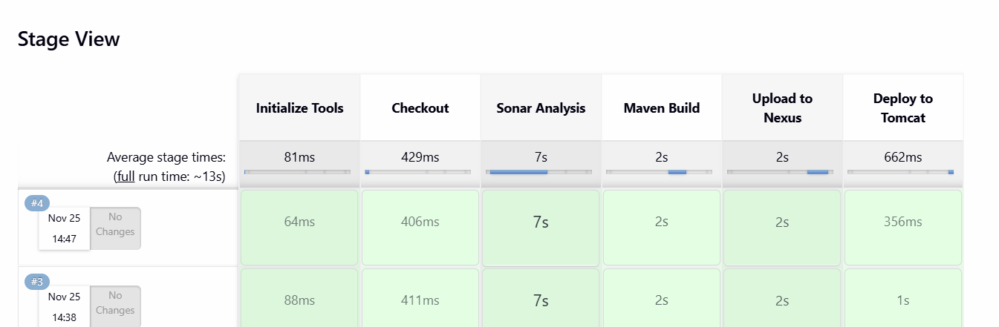 Stage View
Initialize Tools
Checkout
Sonar Analysis
Maven Build
Upload to
Nexus
Deploy to
Tomcat
Average stage times:
(full run time: ~13s)
81ms
429ms
7s
2s
2s
662ms
#4
Nov 25
14:47
No
Changes
64ms
406ms
7s
2s
2s
356ms
#3
Nov 25
14:38
No
Changes
88ms
411ms
7s
2s
2s
1s